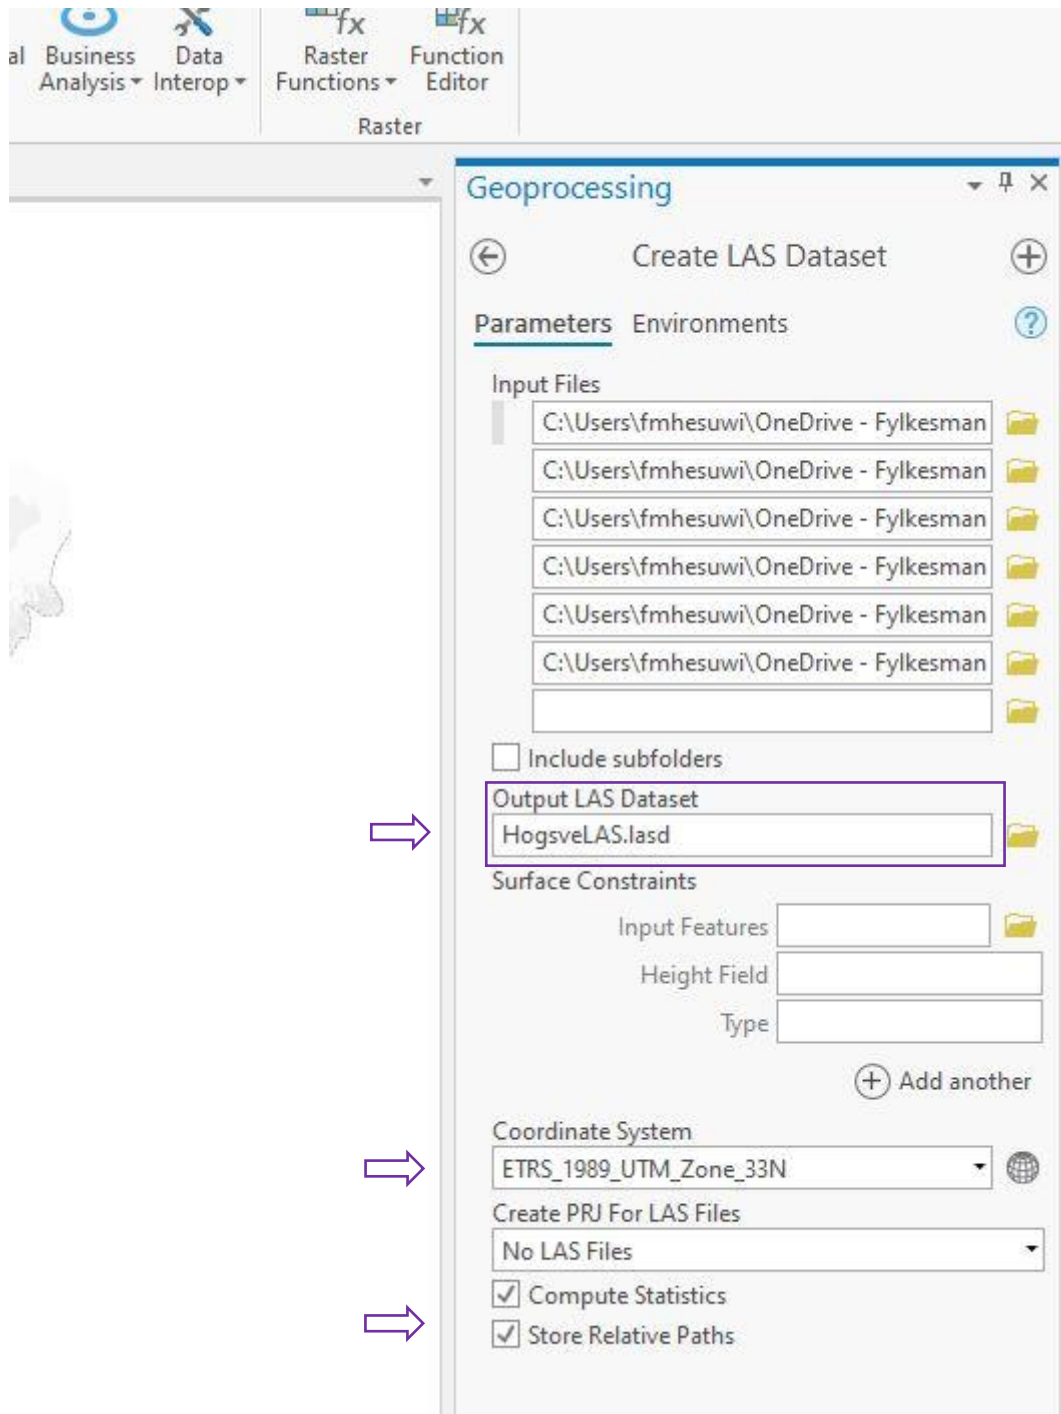 al Business Data Raster Function
Analysis Interop Functions Editor
Raster
Geoprocessing
Create LAS Dataset
Parameters Environments
Input Files
C:\Users\fmhesuwi\OneDrive - Fylkesman
C:\Users\fmhesuwi\OneDrive - Fylkesman
C:\Users\fmhesuwi\OneDrive - Fylkesman
C:\Users\fmhesuwi\OneDrive - Fylkesman
C:\Users\fmhesuwi\OneDrive - Fylkesman
C:\Users\fmhesuwi\OneDrive - Fylkesman
Include subfolders
Output LAS Dataset
HogsveLAS.lasd
Surface Constraints
Input Features
Height Field
Type
Add another
Coordinate System
ETRS_1989_UTM_Zone_33N
Create PRJ For LAS Files
No LAS Files
Compute Statistics
Store Relative Paths